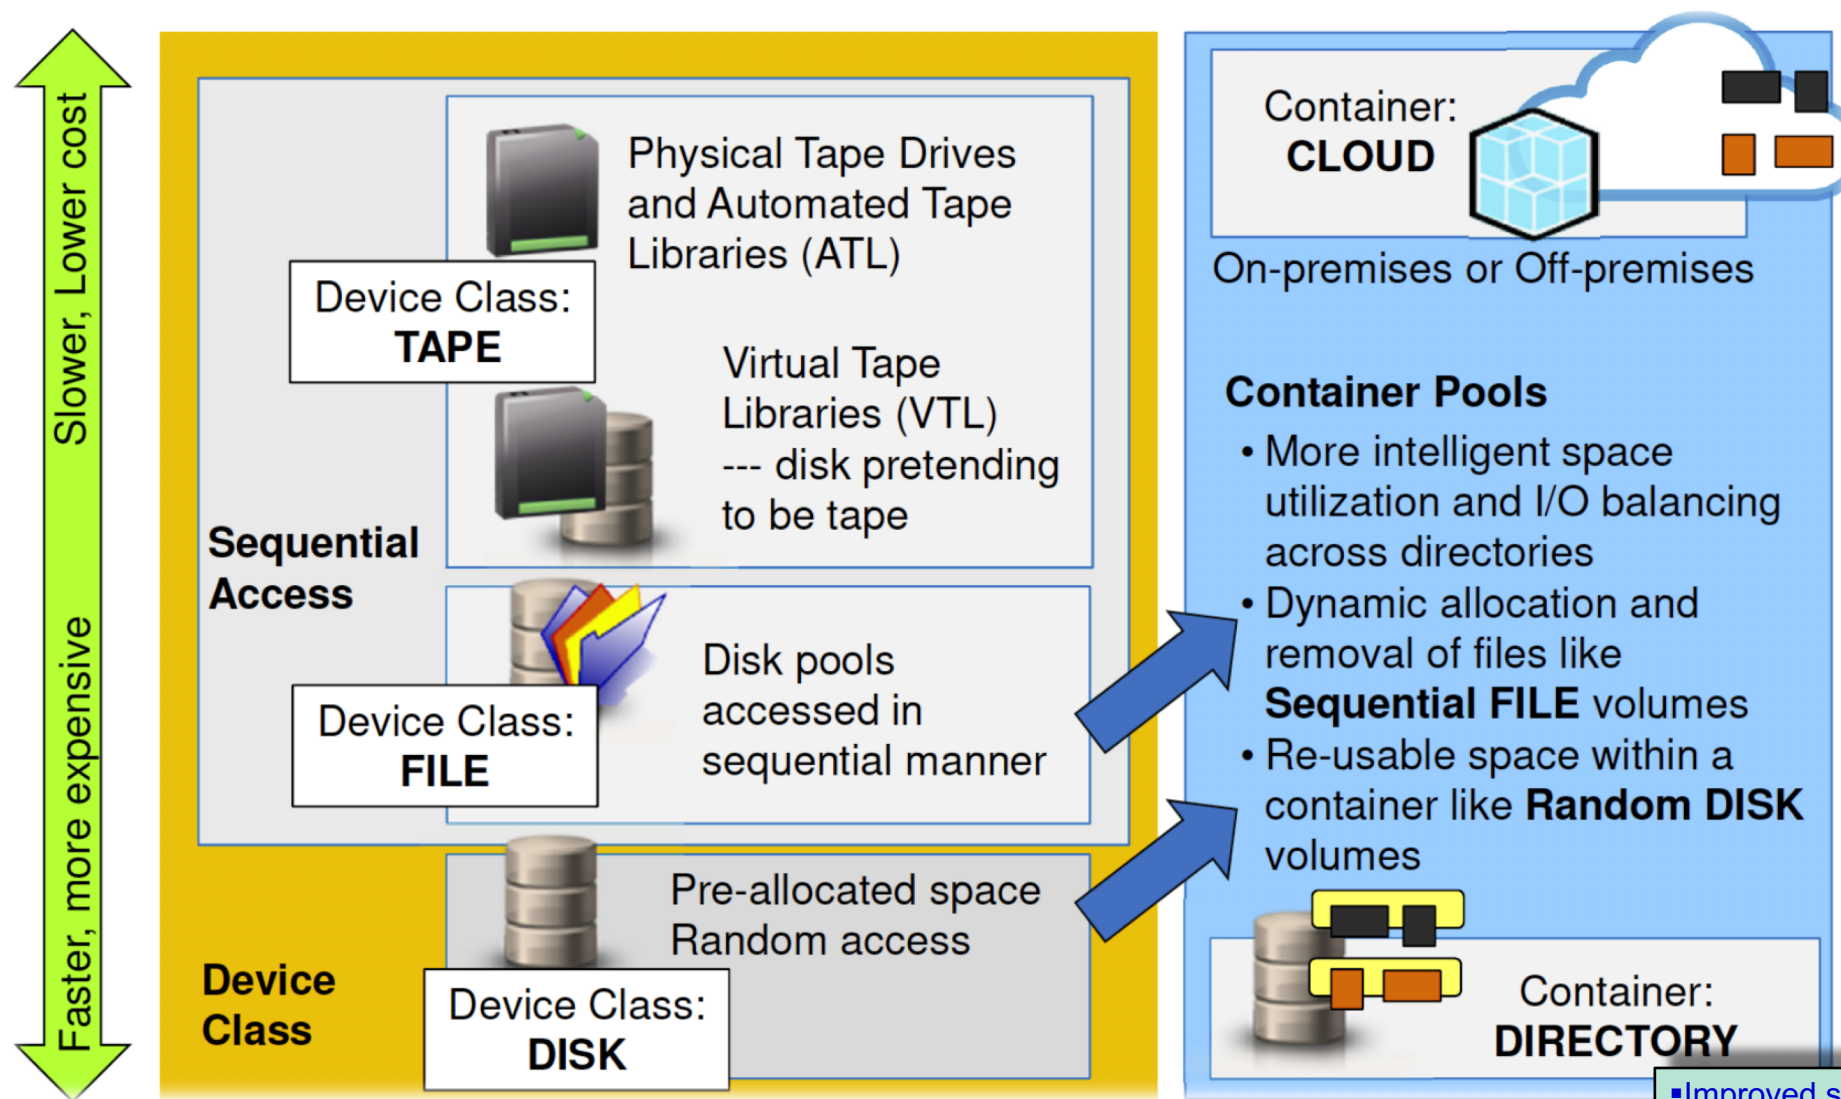 Slower, Lower cost
Faster, more expensive
Physical Tape Drives
and Automated Tape
Libraries (ATL)
Device Class:
TAPE
Virtual Tape
Libraries (VTL)
--- disk pretending
to be tape
Sequential
Access
Disk pools
accessed in
sequential manner
Device Class:
FILE
Pre-allocated space
Random access
Device
Class
Device Class:
DISK
Container:
CLOUD
On-premises or Off-premises
Container Pools
• More intelligent space
utilization and I/O balancing
across directories
• Dynamic allocation and
removal of files like
Sequential FILE volumes
• Re-usable space within a
container like Random DISK
volumes
Container:
DIRECTORY
▪Improved s